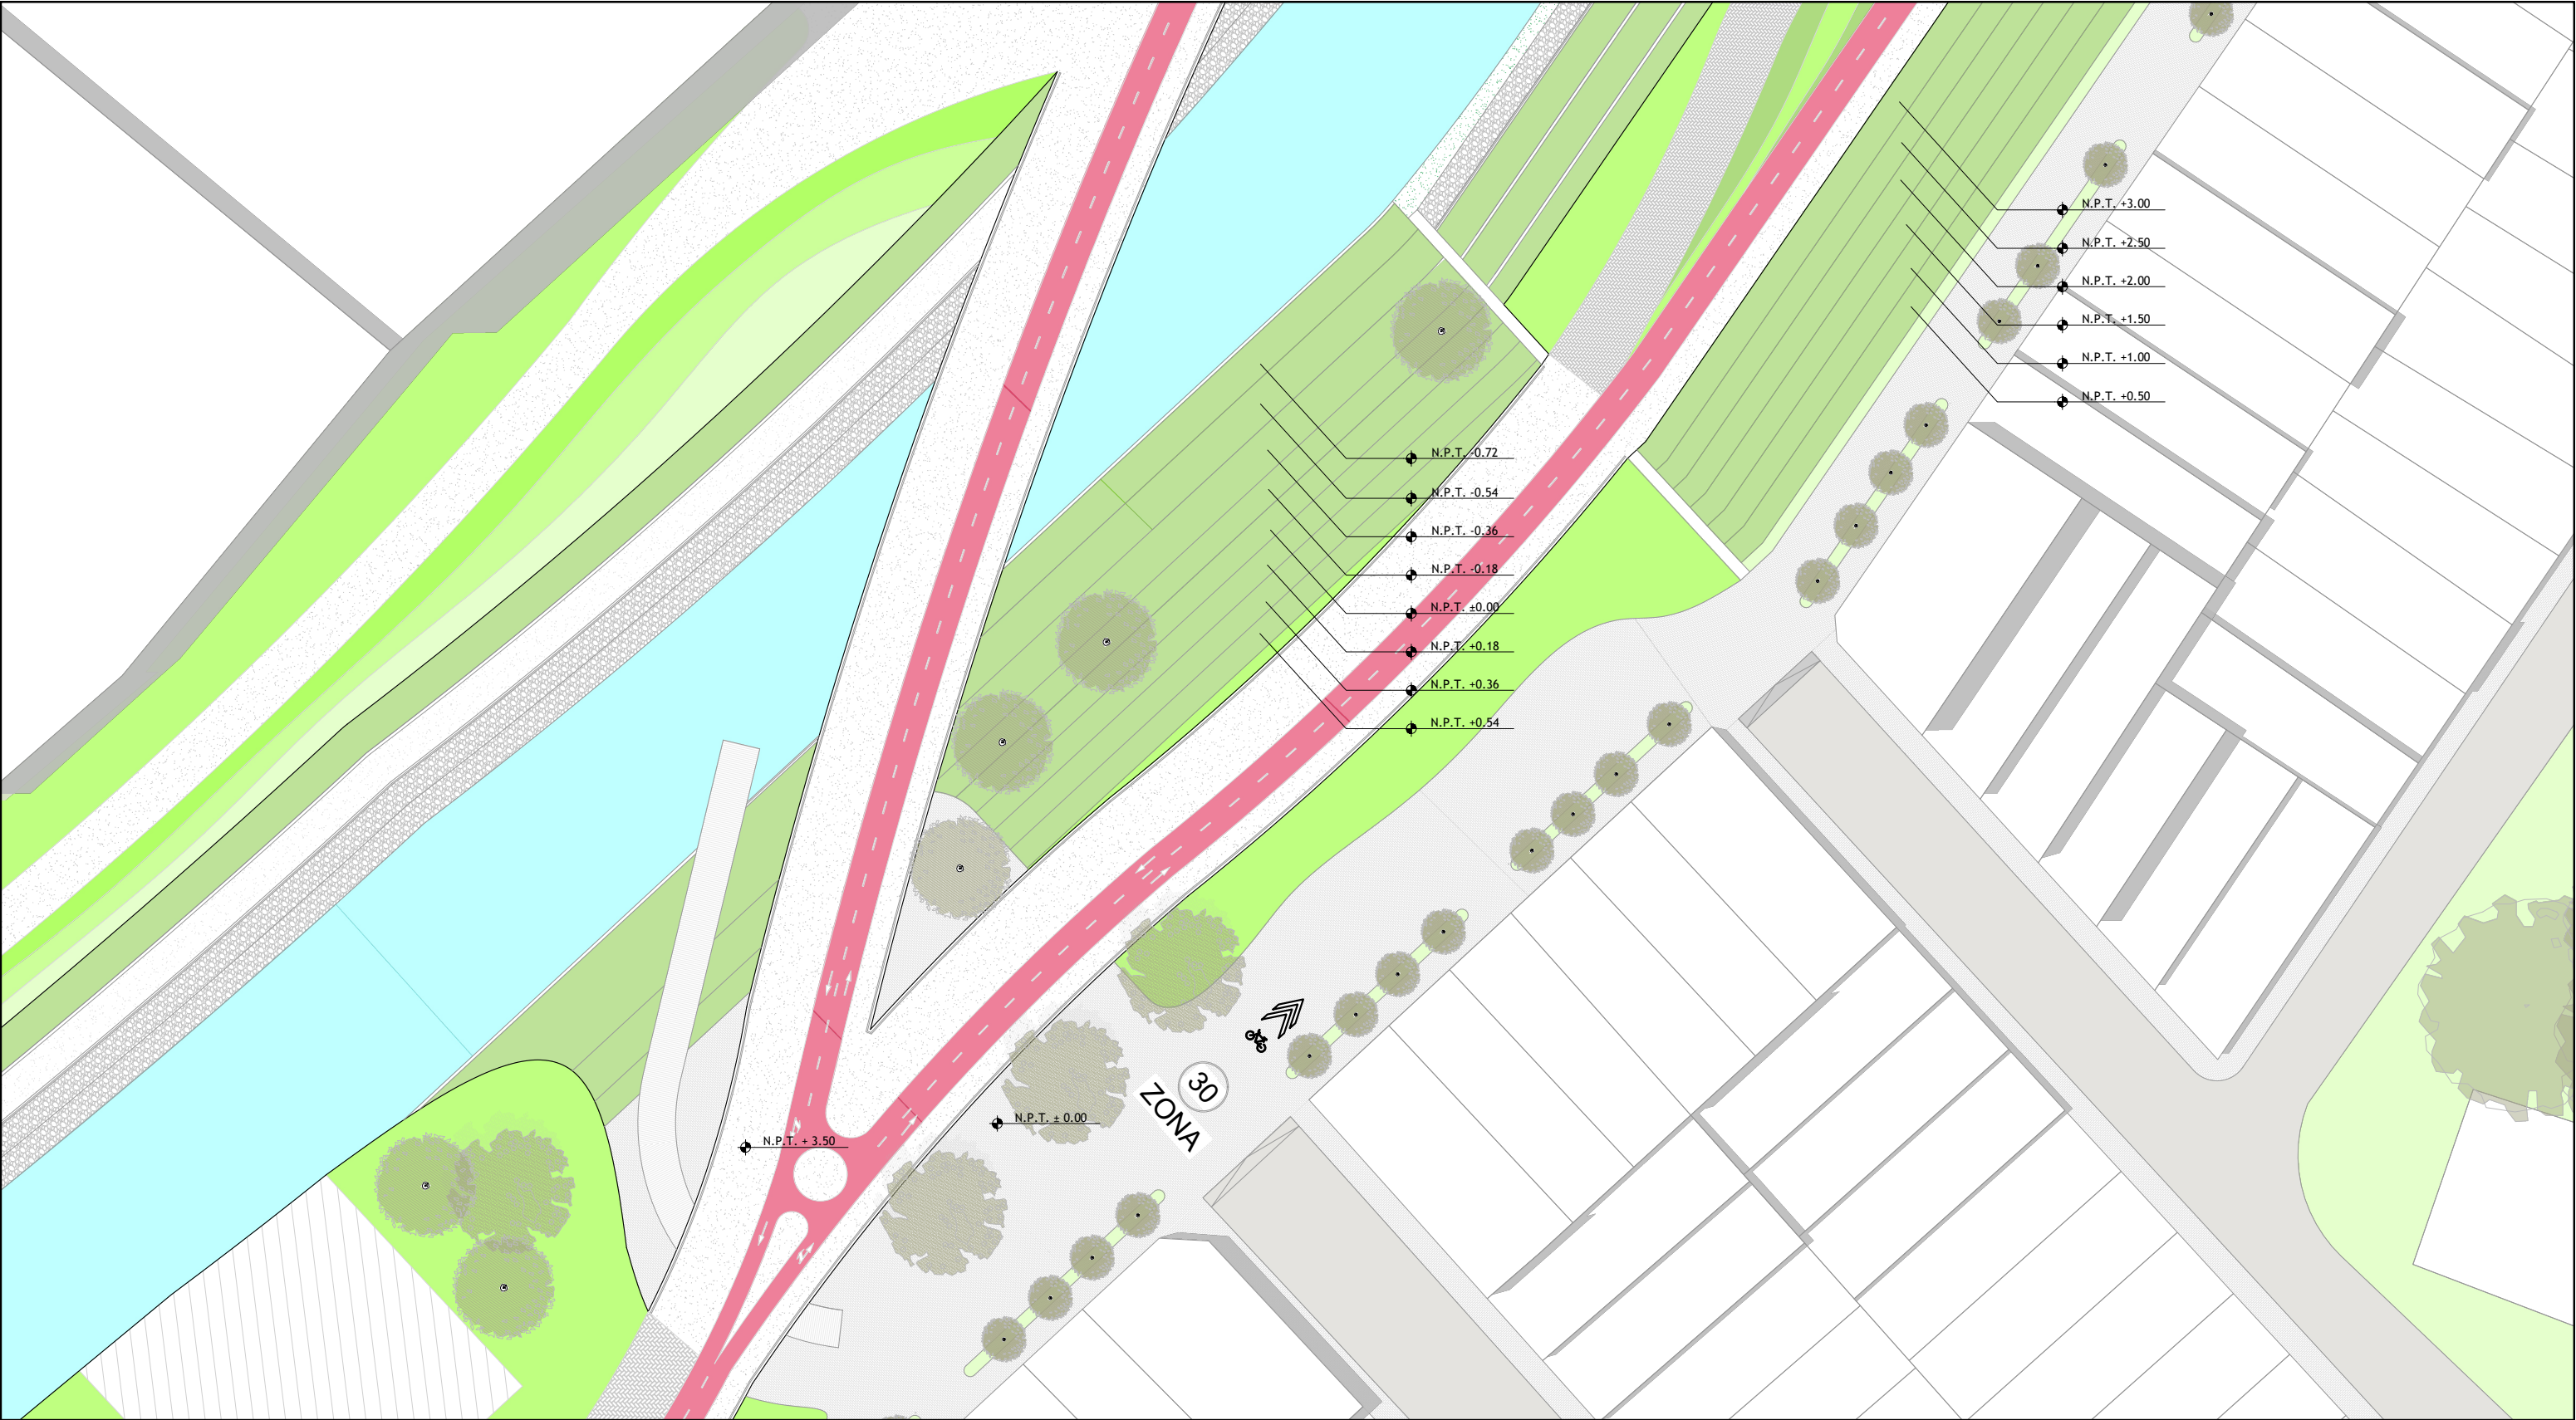 N.P.T. +3.00
N.P.T. +2.50
N.P.T. +2.00
N.P.T. +1.50
N.P.T. +1.00
N.P.T. +0.50
N.P.T. -0.72
N.P.T. -0.54
N.P.T. -0.36
N.P.T. -0.18
N.P.T. ±0.00
N.P.T. +0.18
N.P.T. +0.36
N.P.T. +0.54
30
ZONA
N.P.T. ± 0.00
N.P.T. + 3.50